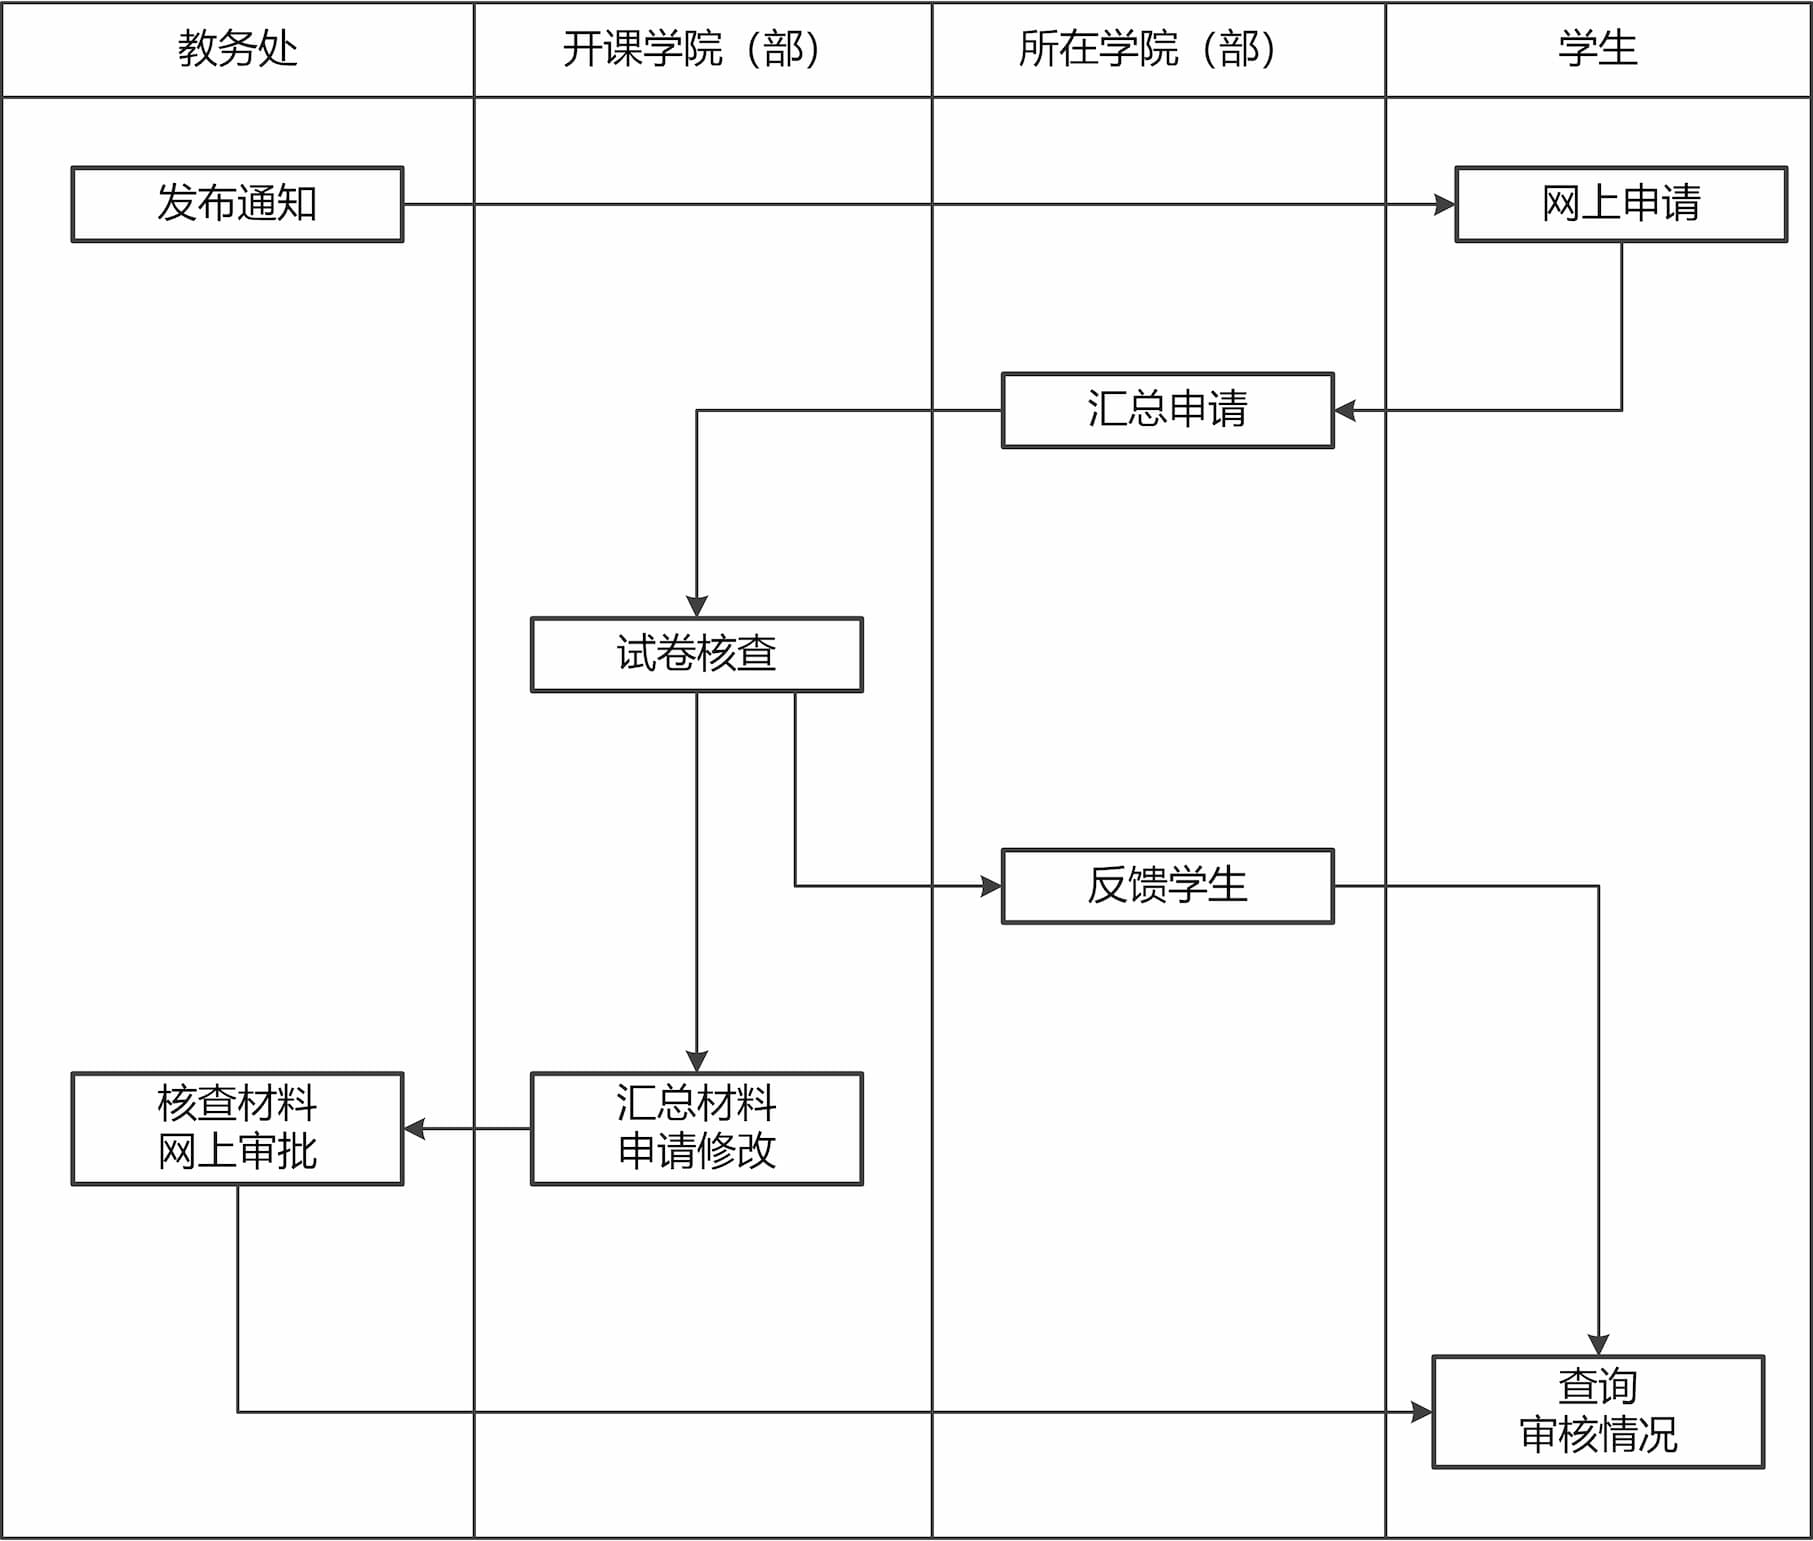 教务处
开课学院（部）
所在学院（部）
学生
发布通知
网上申请
汇总申请
试卷核查
反馈学生
核查材料
网上审批
汇总材料
申请修改
查询
审核情况